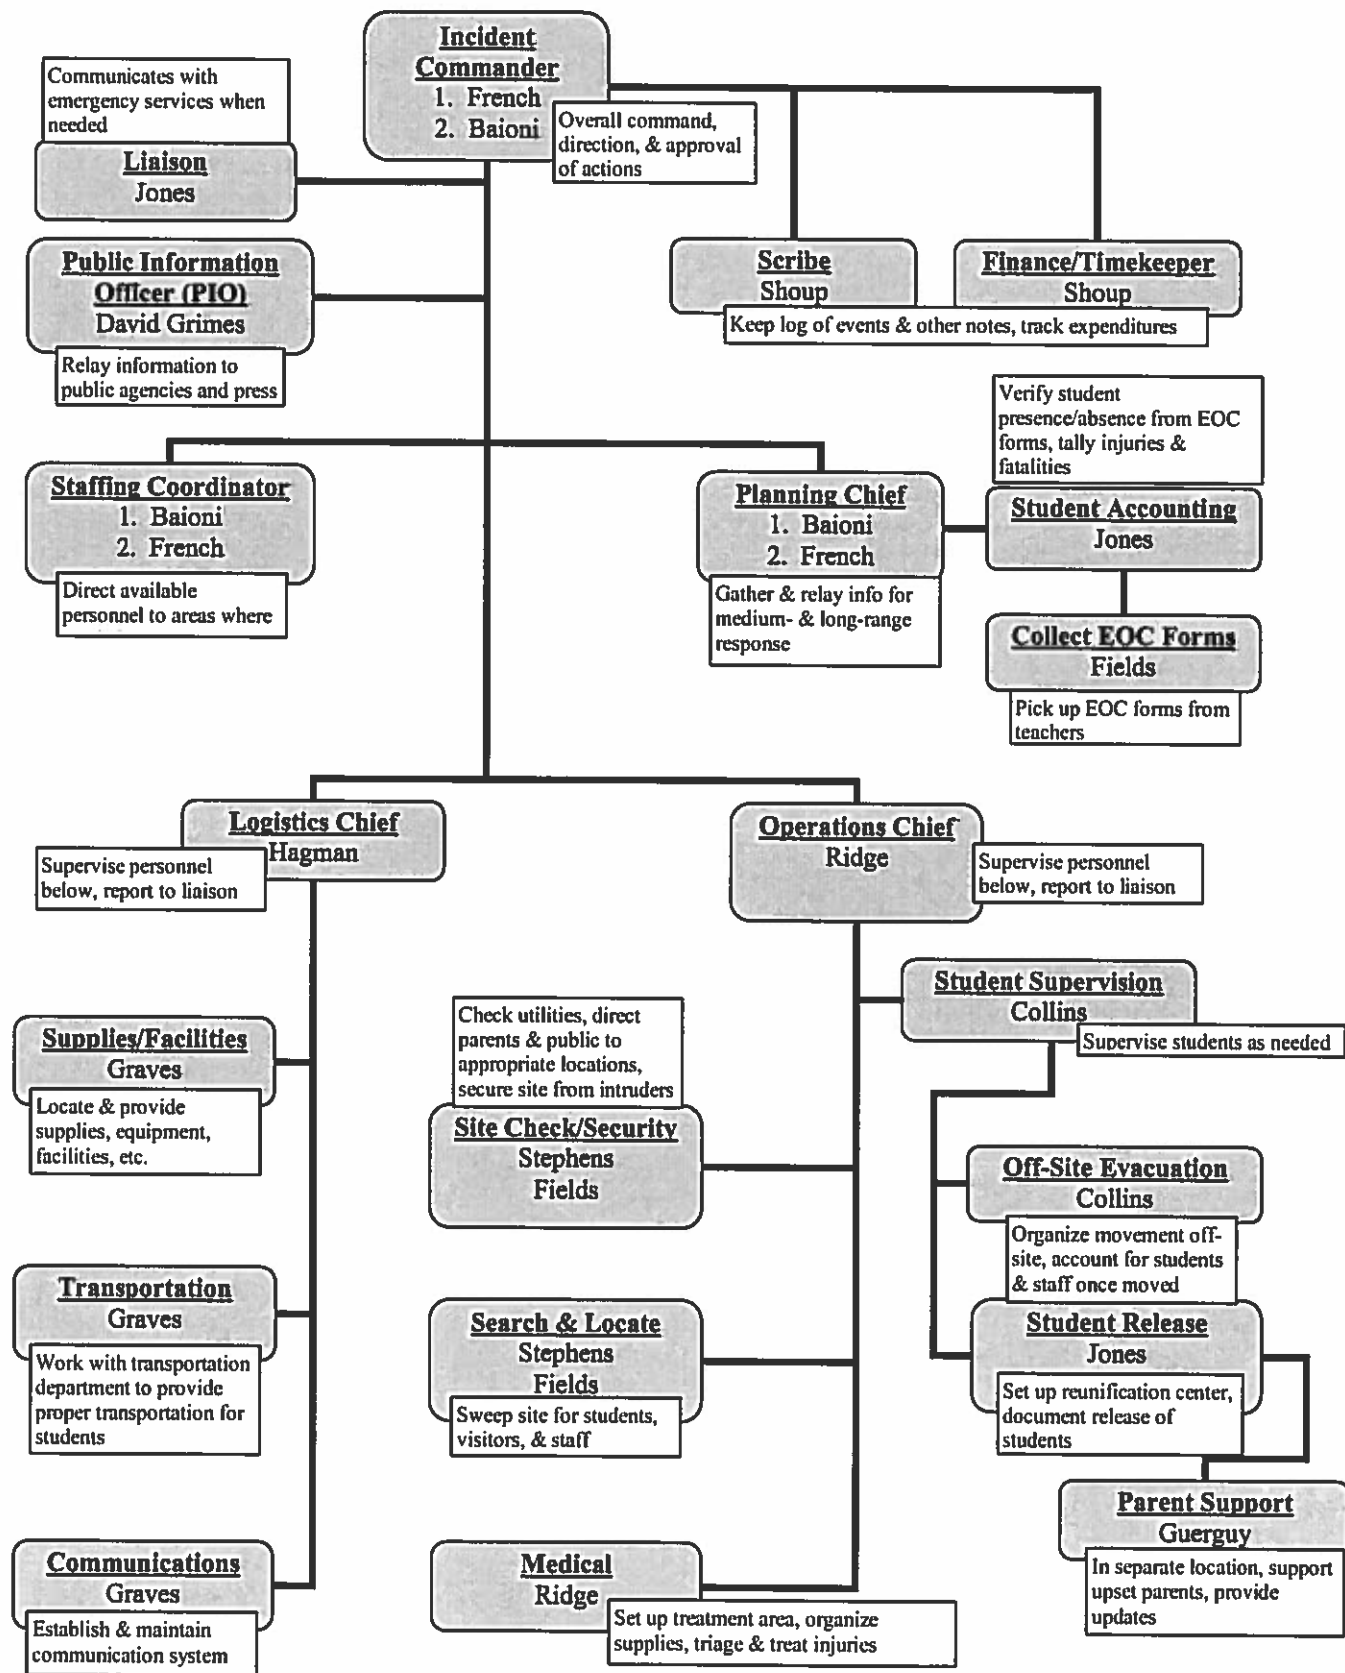 Incident
Commander
1. French
2. Baioni
Overall command,
direction, & approval
of actions
Communicates with
emergency services when
needed
Liaison
Jones
Public Information
Officer (PIO)
David Grimes
Relay information to
public agencies and press
Scribe
Shoup
Finance/Timekeeper
Shoup
Keep log of events & other notes, track expenditures
Staffing Coordinator
1. Baioni
2. French
Direct available
personnel to areas where
Planning Chief
1. Baioni
2. French
Gather & relay info for
medium- & long-range
response
Verify student
presence/absence from EOC
forms, tally injuries &
fatalities
Student Accounting
Jones
Collect EOC Forms
Fields
Pick up EOC forms from
teachers
Logistics Chief
Hagman
Supervise personnel
below, report to liaison
Operations Chief
Ridge
Supervise personnel
below, report to liaison
Supplies/Facilities
Graves
Locate & provide
supplies, equipment,
facilities, etc.
Transportation
Graves
Work with transportation
department to provide
proper transportation for
students
Communications
Graves
Establish & maintain
communication system
Check utilities, direct
parents & public to
appropriate locations,
secure site from intruders
Site Check/Security
Stephens
Fields
Search & Locate
Stephens
Fields
Sweep site for students,
visitors, & staff
Medical
Ridge
Set up treatment area, organize
supplies, triage & treat injuries
Student Supervision
Collins
Supervise students as needed
Off-Site Evacuation
Collins
Organize movement off-
site, account for students
& staff once moved
Student Release
Jones
Set up reunification center,
document release of
students
Parent Support
Guerguy
In separate location, support
upset parents, provide
updates